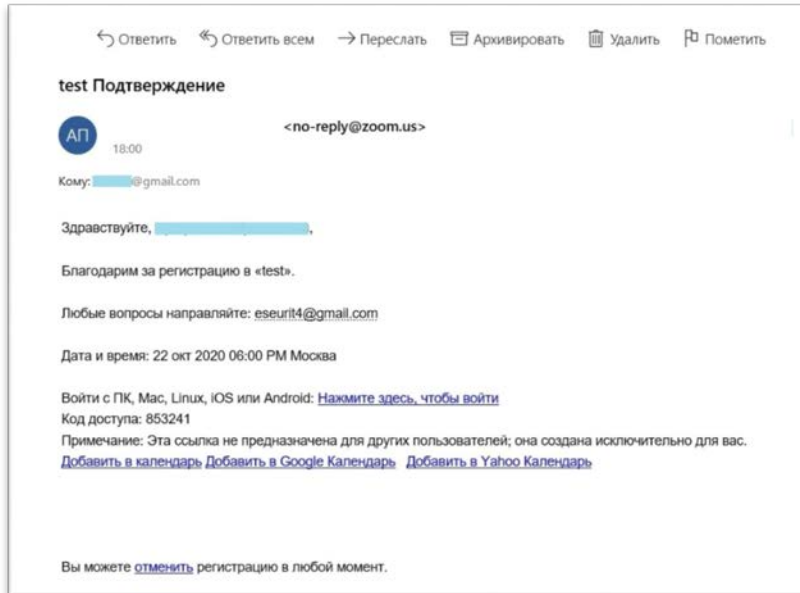 Ответить Ответить всем Переслать Архивировать Удалить Пометить
test Подтверждение
АП
<no-reply@zoom.us>
18:00
Кому: @gmail.com
Здравствуйте, ,
Благодарим за регистрацию в «test».
Любые вопросы направляйте: eseurit4@gmail.com
Дата и время: 22 окт 2020 06:00 PM Москва
Войти с ПК, Mac, Linux, iOS или Android: Нажмите здесь, чтобы войти
Код доступа: 853241
Примечание: Эта ссылка не предназначена для других пользователей; она создана исключительно для вас.
Добавить в календарь Добавить в Google Календарь Добавить в Yahoo Календарь
Вы можете отменить регистрацию в любой момент.